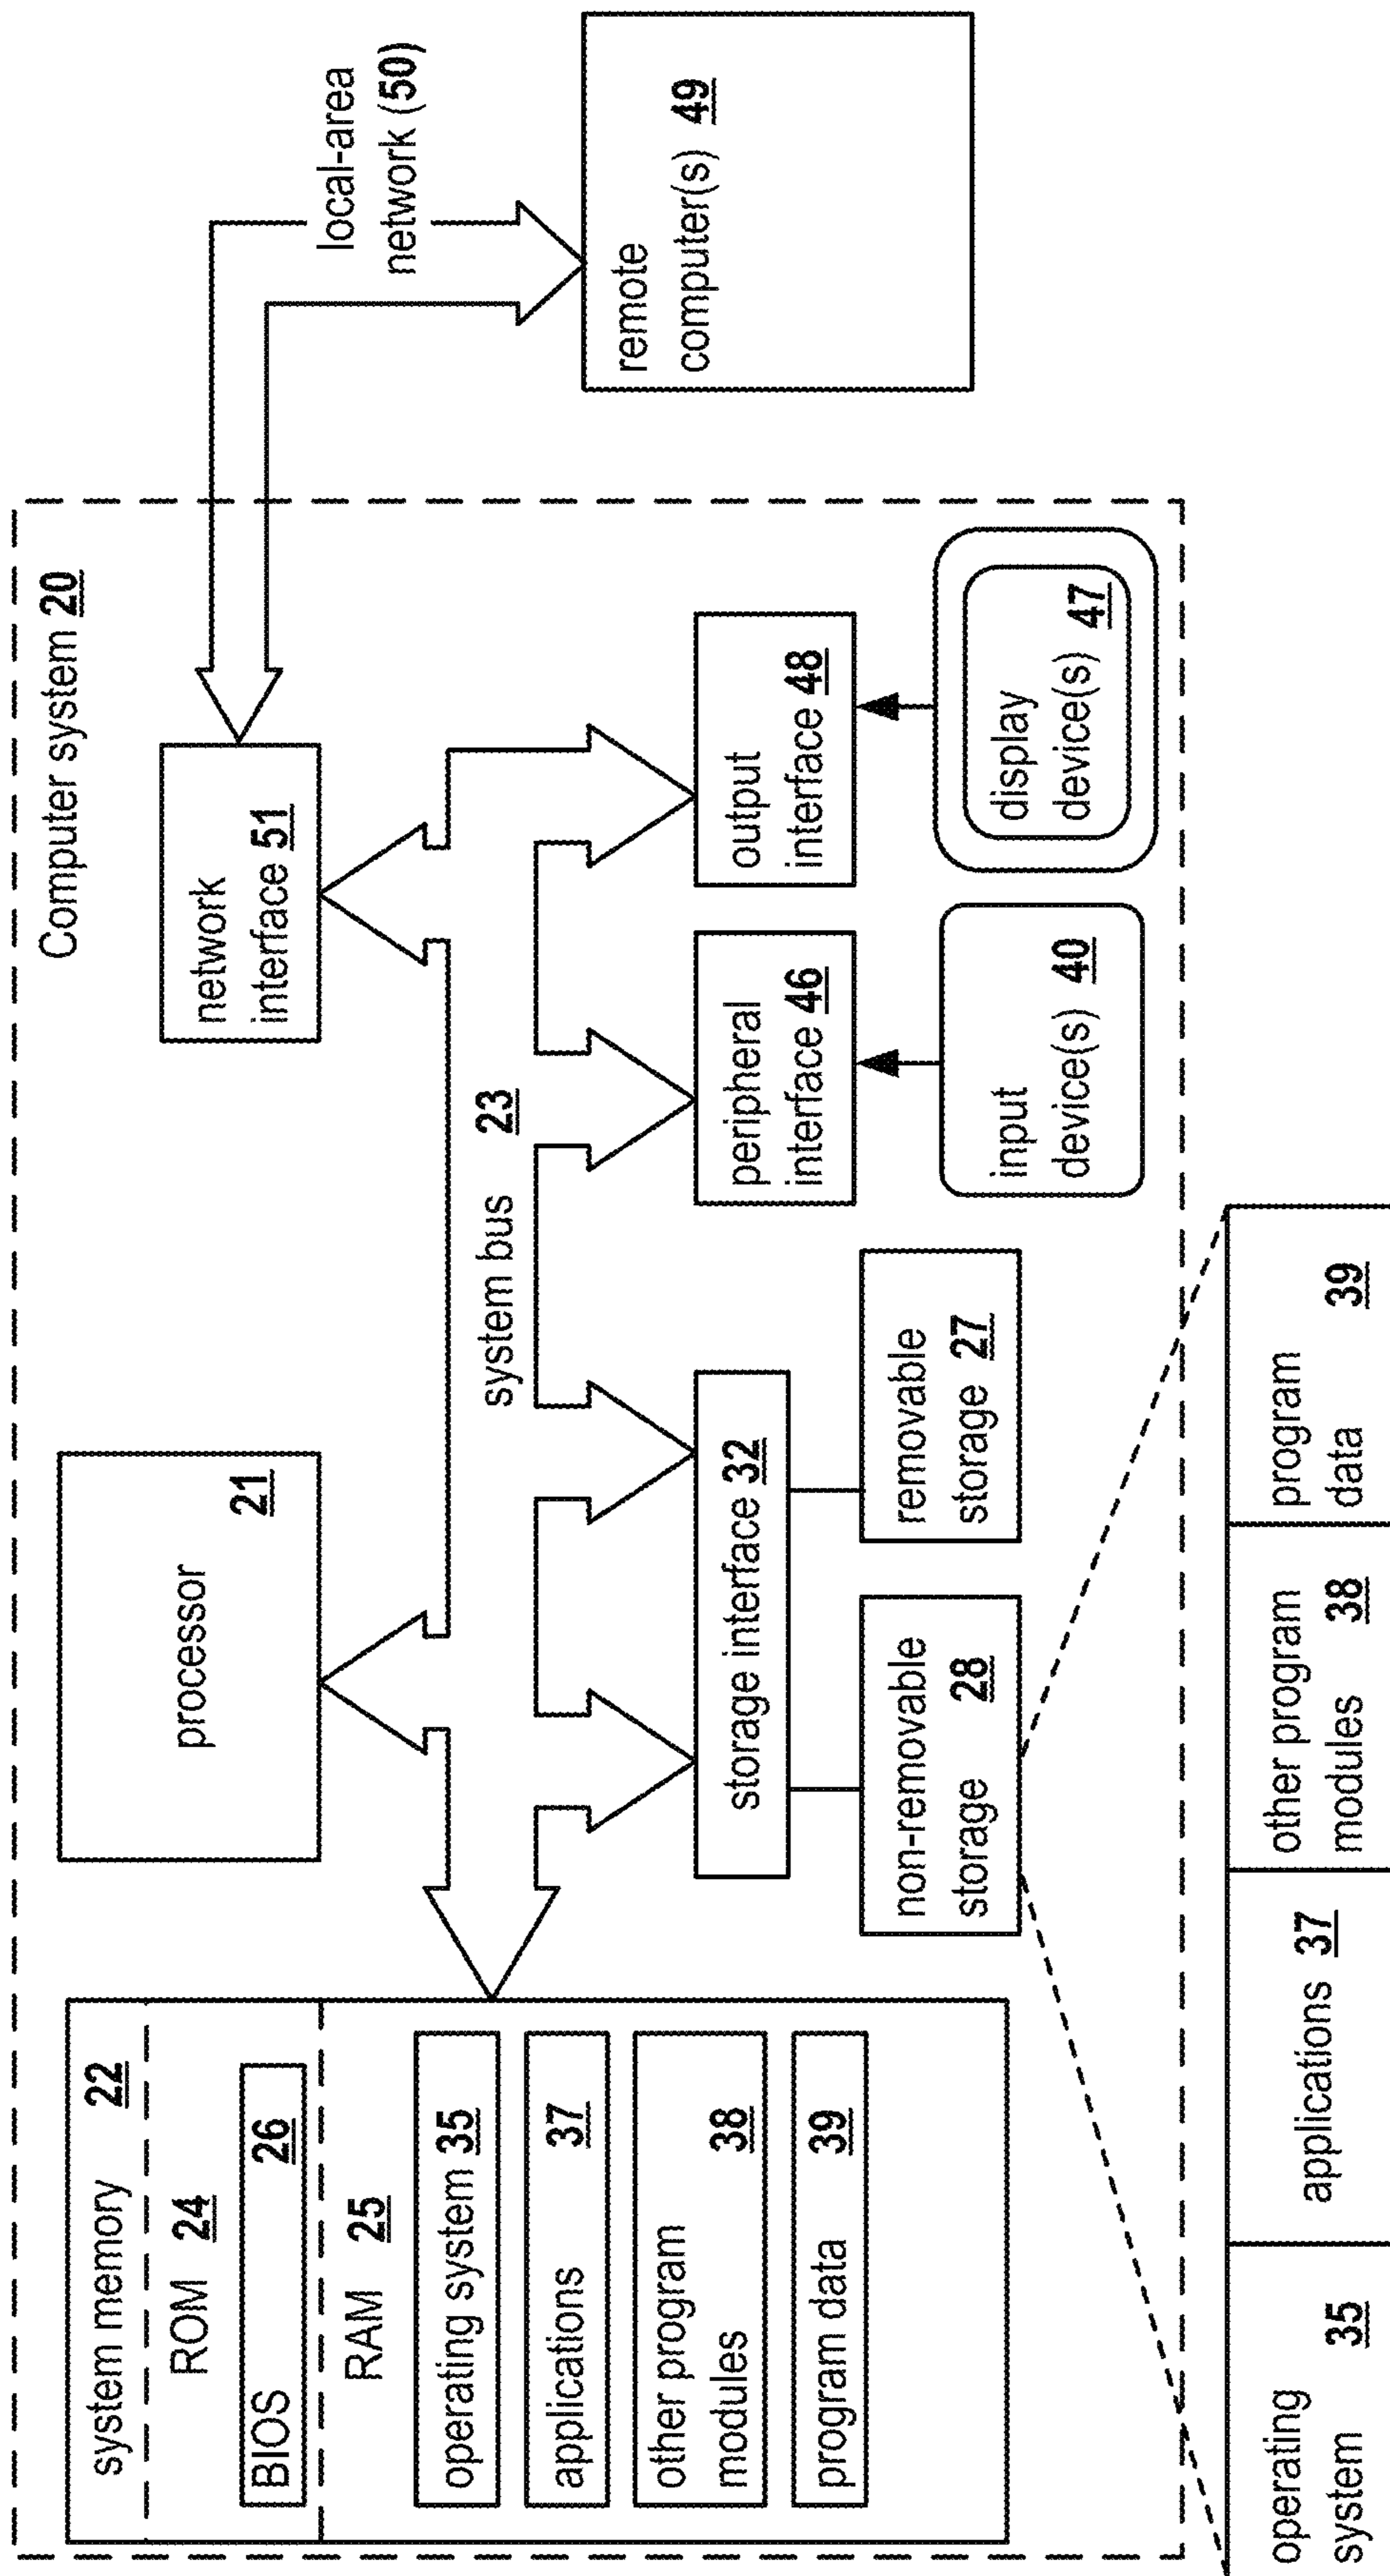 Computer system 20
system memory 22
ROM 24
BIOS 26
RAM 25
operating system 35
applications 37
other program
modules 38
program data 39
processor
21
network
interface 51
local-area
network (50)
system bus 23
storage interface 32
non-removable
storage 28
removable
storage 27
peripheral
interface 46
output
interface 48
input
device(s) 40
display
device(s) 47
remote
computer(s) 49
operating
system 35
applications 37
other program
modules 38
program
data 39